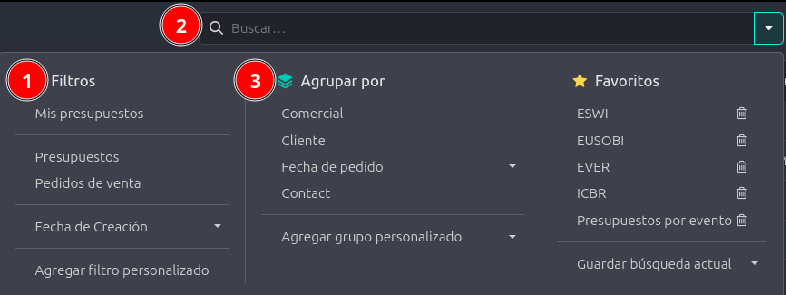 2 Buscar...
1 Filtros
Mis presupuestos
Presupuestos
Pedidos de venta
Fecha de Creación
Agregar filtro personalizado
3 Agrupar por
Comercial
Cliente
Fecha de pedido
Contact
Agregar grupo personalizado
Favoritos
ESWI
EUSOBI
EVER
ICBR
Presupuestos por evento
Guardar búsqueda actual